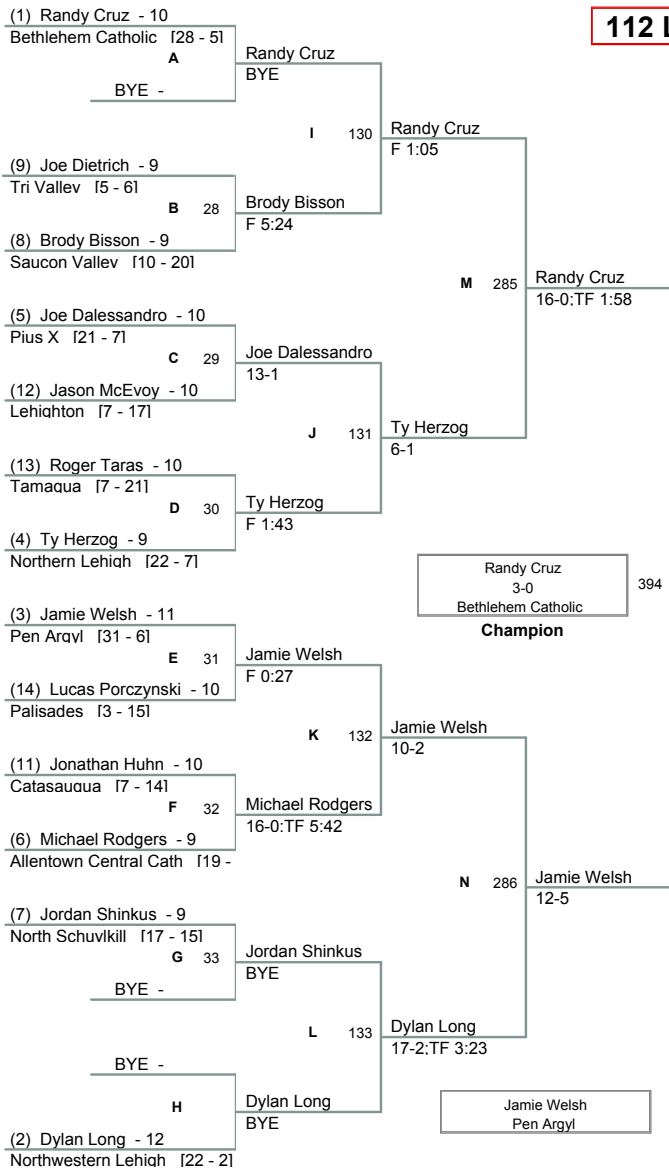 112 L
(1) Randy Cruz - 10
Bethlehem Catholic [28 - 5]
A
BYE -
Randy Cruz
BYE
I 130
Randy Cruz
F 1:05
(9) Joe Dietrich - 9
Tri Valley [5 - 6]
B 28
Brody Bisson
F 5:24
(8) Brody Bisson - 9
Saucon Valley [10 - 20]
M 285
Randy Cruz
16-0;TF 1:58
(5) Joe Dalessandro - 10
Pius X [21 - 7]
C 29
Joe Dalessandro
13-1
(12) Jason McEvoy - 10
Lehighton [7 - 17]
J 131
Ty Herzog
6-1
(13) Roger Taras - 10
Tamaqua [7 - 21]
D 30
Ty Herzog
F 1:43
(4) Ty Herzog - 9
Northern Lehigh [22 - 7]
Randy Cruz
3-0
Bethlehem Catholic
394
Champion
(3) Jamie Welsh - 11
Pen Argyl [31 - 6]
E 31
Jamie Welsh
F 0:27
(14) Lucas Porczynski - 10
Palisades [3 - 15]
K 132
Jamie Welsh
10-2
(11) Jonathan Huhn - 10
Catasauqua [7 - 14]
F 32
Michael Rodgers
16-0;TF 5:42
(6) Michael Rodgers - 9
Allentown Central Cath [19 -
N 286
Jamie Welsh
12-5
(7) Jordan Shinkus - 9
North Schuylkill [17 - 15]
G 33
Jordan Shinkus
BYE
BYE -
L 133
Dylan Long
17-2;TF 3:23
BYE -
H
Dylan Long
BYE
(2) Dylan Long - 12
Northwestern Lehigh [22 - 2]
Jamie Welsh
Pen Argyl